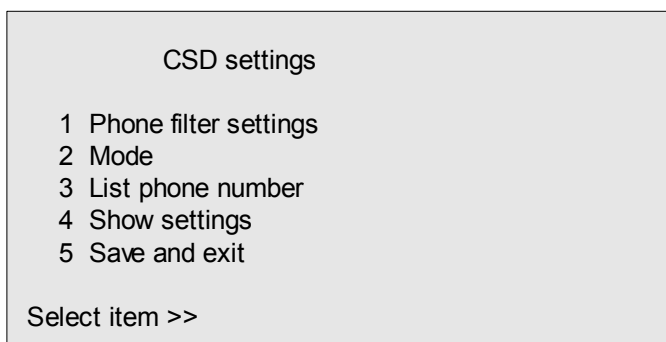 CSD settings
1 Phone filter settings
2 Mode
3 List phone number
4 Show settings
5 Save and exit
Select item >>